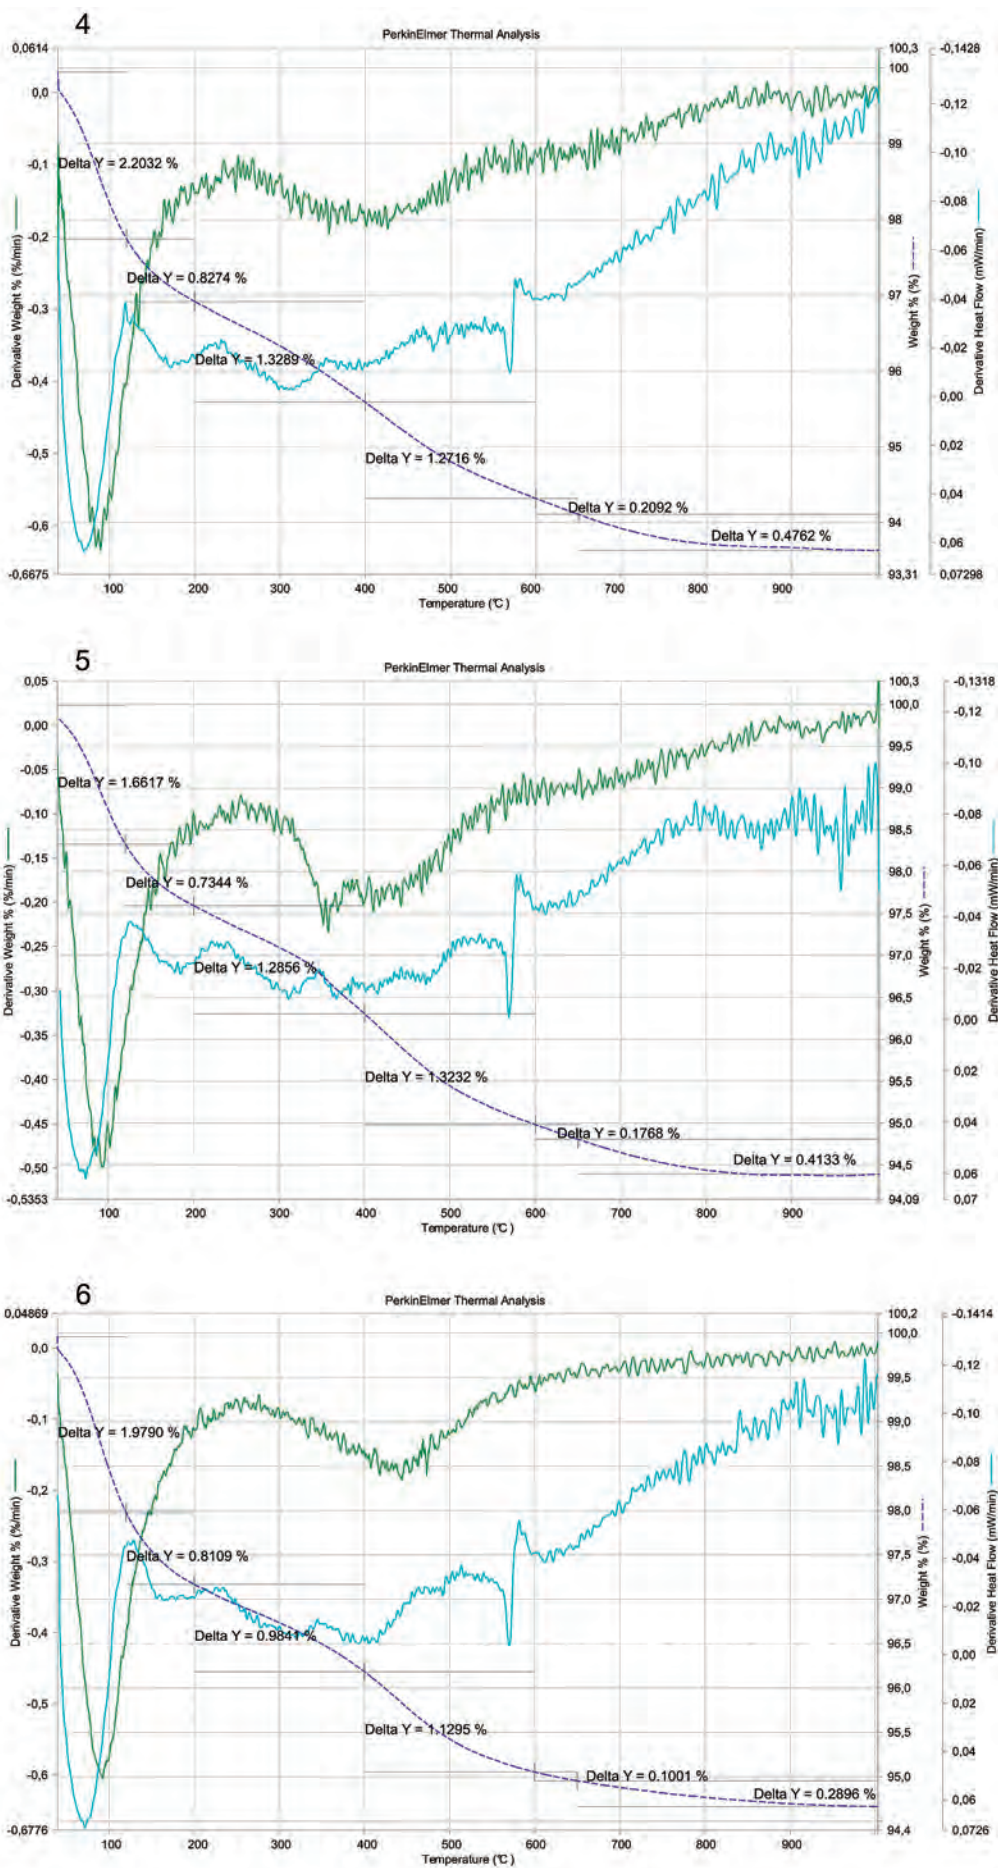 4
PerkinElmer Thermal Analysis
0,0614
0,0
-0,1
-0,2
-0,3
-0,4
-0,5
-0,6
-0,6675
Derivative Weight % (%/min)
Delta Y = 2.2032 %
Delta Y = 0.8274 %
Delta Y = 1.3289 %
Delta Y = 1.2716 %
Delta Y = 0.2092 %
Delta Y = 0.4762 %
100 200 300 400 500 600 700 800 900
Temperature (℃)
100,3
100
99
98
97
96
95
94
93,31
Weight % (%)
-0,1428
-0,12
-0,10
-0,08
-0,06
-0,04
-0,02
0,00
0,02
0,04
0,06
0,07298
Derivative Heat Flow (mW/min)
5
PerkinElmer Thermal Analysis
0,05
0,00
-0,05
-0,10
-0,15
-0,20
-0,25
-0,30
-0,35
-0,40
-0,45
-0,50
-0,5353
Derivative Weight % (%/min)
Delta Y = 1.6617 %
Delta Y = 0.7344 %
Delta Y = 1.2856 %
Delta Y = 1.3232 %
Delta Y = 0.1768 %
Delta Y = 0.4133 %
100 200 300 400 500 600 700 800 900
Temperature (℃)
100,3
100,0
99,5
99,0
98,5
98,0
97,5
97,0
96,5
96,0
95,5
95,0
94,5
94,09
Weight % (%)
-0,1318
-0,12
-0,10
-0,08
-0,06
-0,04
-0,02
0,00
0,02
0,04
0,06
0,07
Derivative Heat Flow (mW/min)
6
PerkinElmer Thermal Analysis
0,04869
0,0
-0,1
-0,2
-0,3
-0,4
-0,5
-0,6
-0,6776
Derivative Weight % (%/min)
Delta Y = 1.9790 %
Delta Y = 0.8109 %
Delta Y = 0.9841 %
Delta Y = 1.1295 %
Delta Y = 0.1001 %
Delta Y = 0.2896 %
100 200 300 400 500 600 700 800 900
Temperature (℃)
100,2
100,0
99,5
99,0
98,5
98,0
97,5
97,0
96,5
96,0
95,5
95,0
94,4
Weight % (%)
-0,1414
-0,12
-0,10
-0,08
-0,06
-0,04
-0,02
0,00
0,02
0,04
0,06
0,0726
Derivative Heat Flow (mW/min)